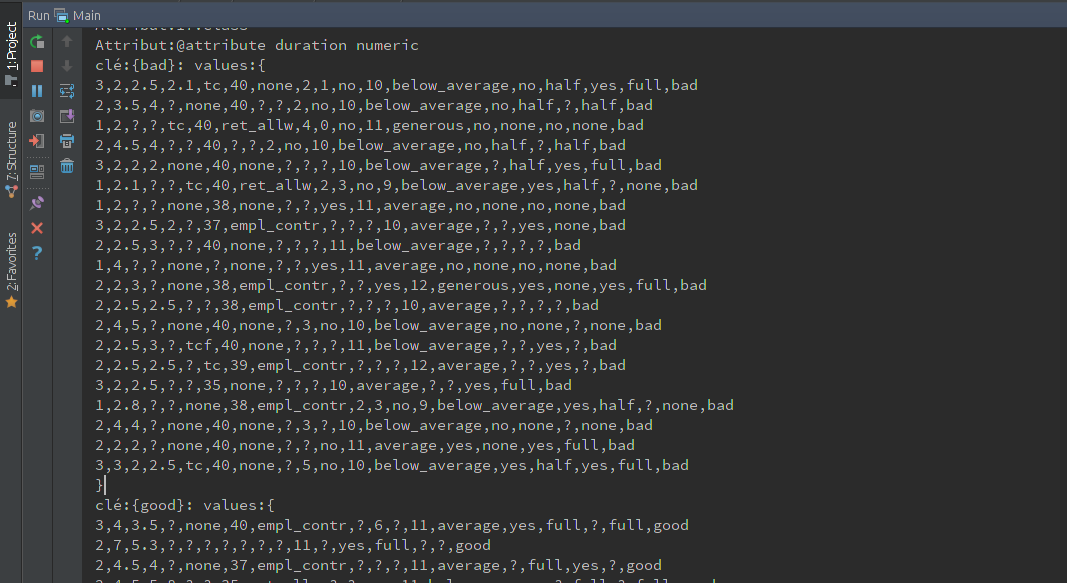 Run Main
1:Project
Z:Structure
2:Favorites
Attribut:@attribute duration numeric
clé:{bad}: values:{
3,2,2.5,2.1,tc,40,none,2,1,no,10,below_average,no,half,yes,full,bad
2,3.5,4,?,none,40,?,?,2,no,10,below_average,no,half,?,half,bad
1,2,?,?,tc,40,ret_allw,4,0,no,11,generous,no,none,no,none,bad
2,4.5,4,?,?,40,?,?,2,no,10,below_average,no,half,?,half,bad
3,2,2,2,none,40,none,?,?,?,10,below_average,?,half,yes,full,bad
1,2.1,?,?,tc,40,ret_allw,2,3,no,9,below_average,yes,half,?,none,bad
1,2,?,?,none,38,none,?,?,yes,11,average,no,none,no,none,bad
3,2,2.5,2,?,37,empl_contr,?,?,?,10,average,?,?,yes,none,bad
2,2.5,3,?,?,40,none,?,?,?,11,below_average,?,?,?,?,bad
1,4,?,?,none,?,none,?,?,yes,11,average,no,none,no,none,bad
2,2,3,?,none,38,empl_contr,?,?,yes,12,generous,yes,none,yes,full,bad
2,2.5,2.5,?,?,38,empl_contr,?,?,?,10,average,?,?,?,?,bad
2,4,5,?,none,40,none,?,3,no,10,below_average,no,none,?,none,bad
2,2.5,3,?,tcf,40,none,?,?,?,11,below_average,?,?,yes,?,bad
2,2.5,2.5,?,tc,39,empl_contr,?,?,?,12,average,?,?,yes,?,bad
3,2,2.5,?,?,35,none,?,?,?,10,average,?,?,yes,full,bad
1,2.8,?,?,none,38,empl_contr,2,3,no,9,below_average,yes,half,?,none,bad
2,4,4,?,none,40,none,?,3,?,10,below_average,no,none,?,none,bad
2,2,2,?,none,40,none,?,?,no,11,average,yes,none,yes,full,bad
3,3,2,2.5,tc,40,none,?,5,no,10,below_average,yes,half,yes,full,bad
}
clé:{good}: values:{
3,4,3.5,?,none,40,empl_contr,?,6,?,11,average,yes,full,?,full,good
2,7,5.3,?,?,?,?,?,?,?,11,?,yes,full,?,?,good
2,4.5,4,?,none,37,empl_contr,?,?,?,11,average,?,full,yes,?,good